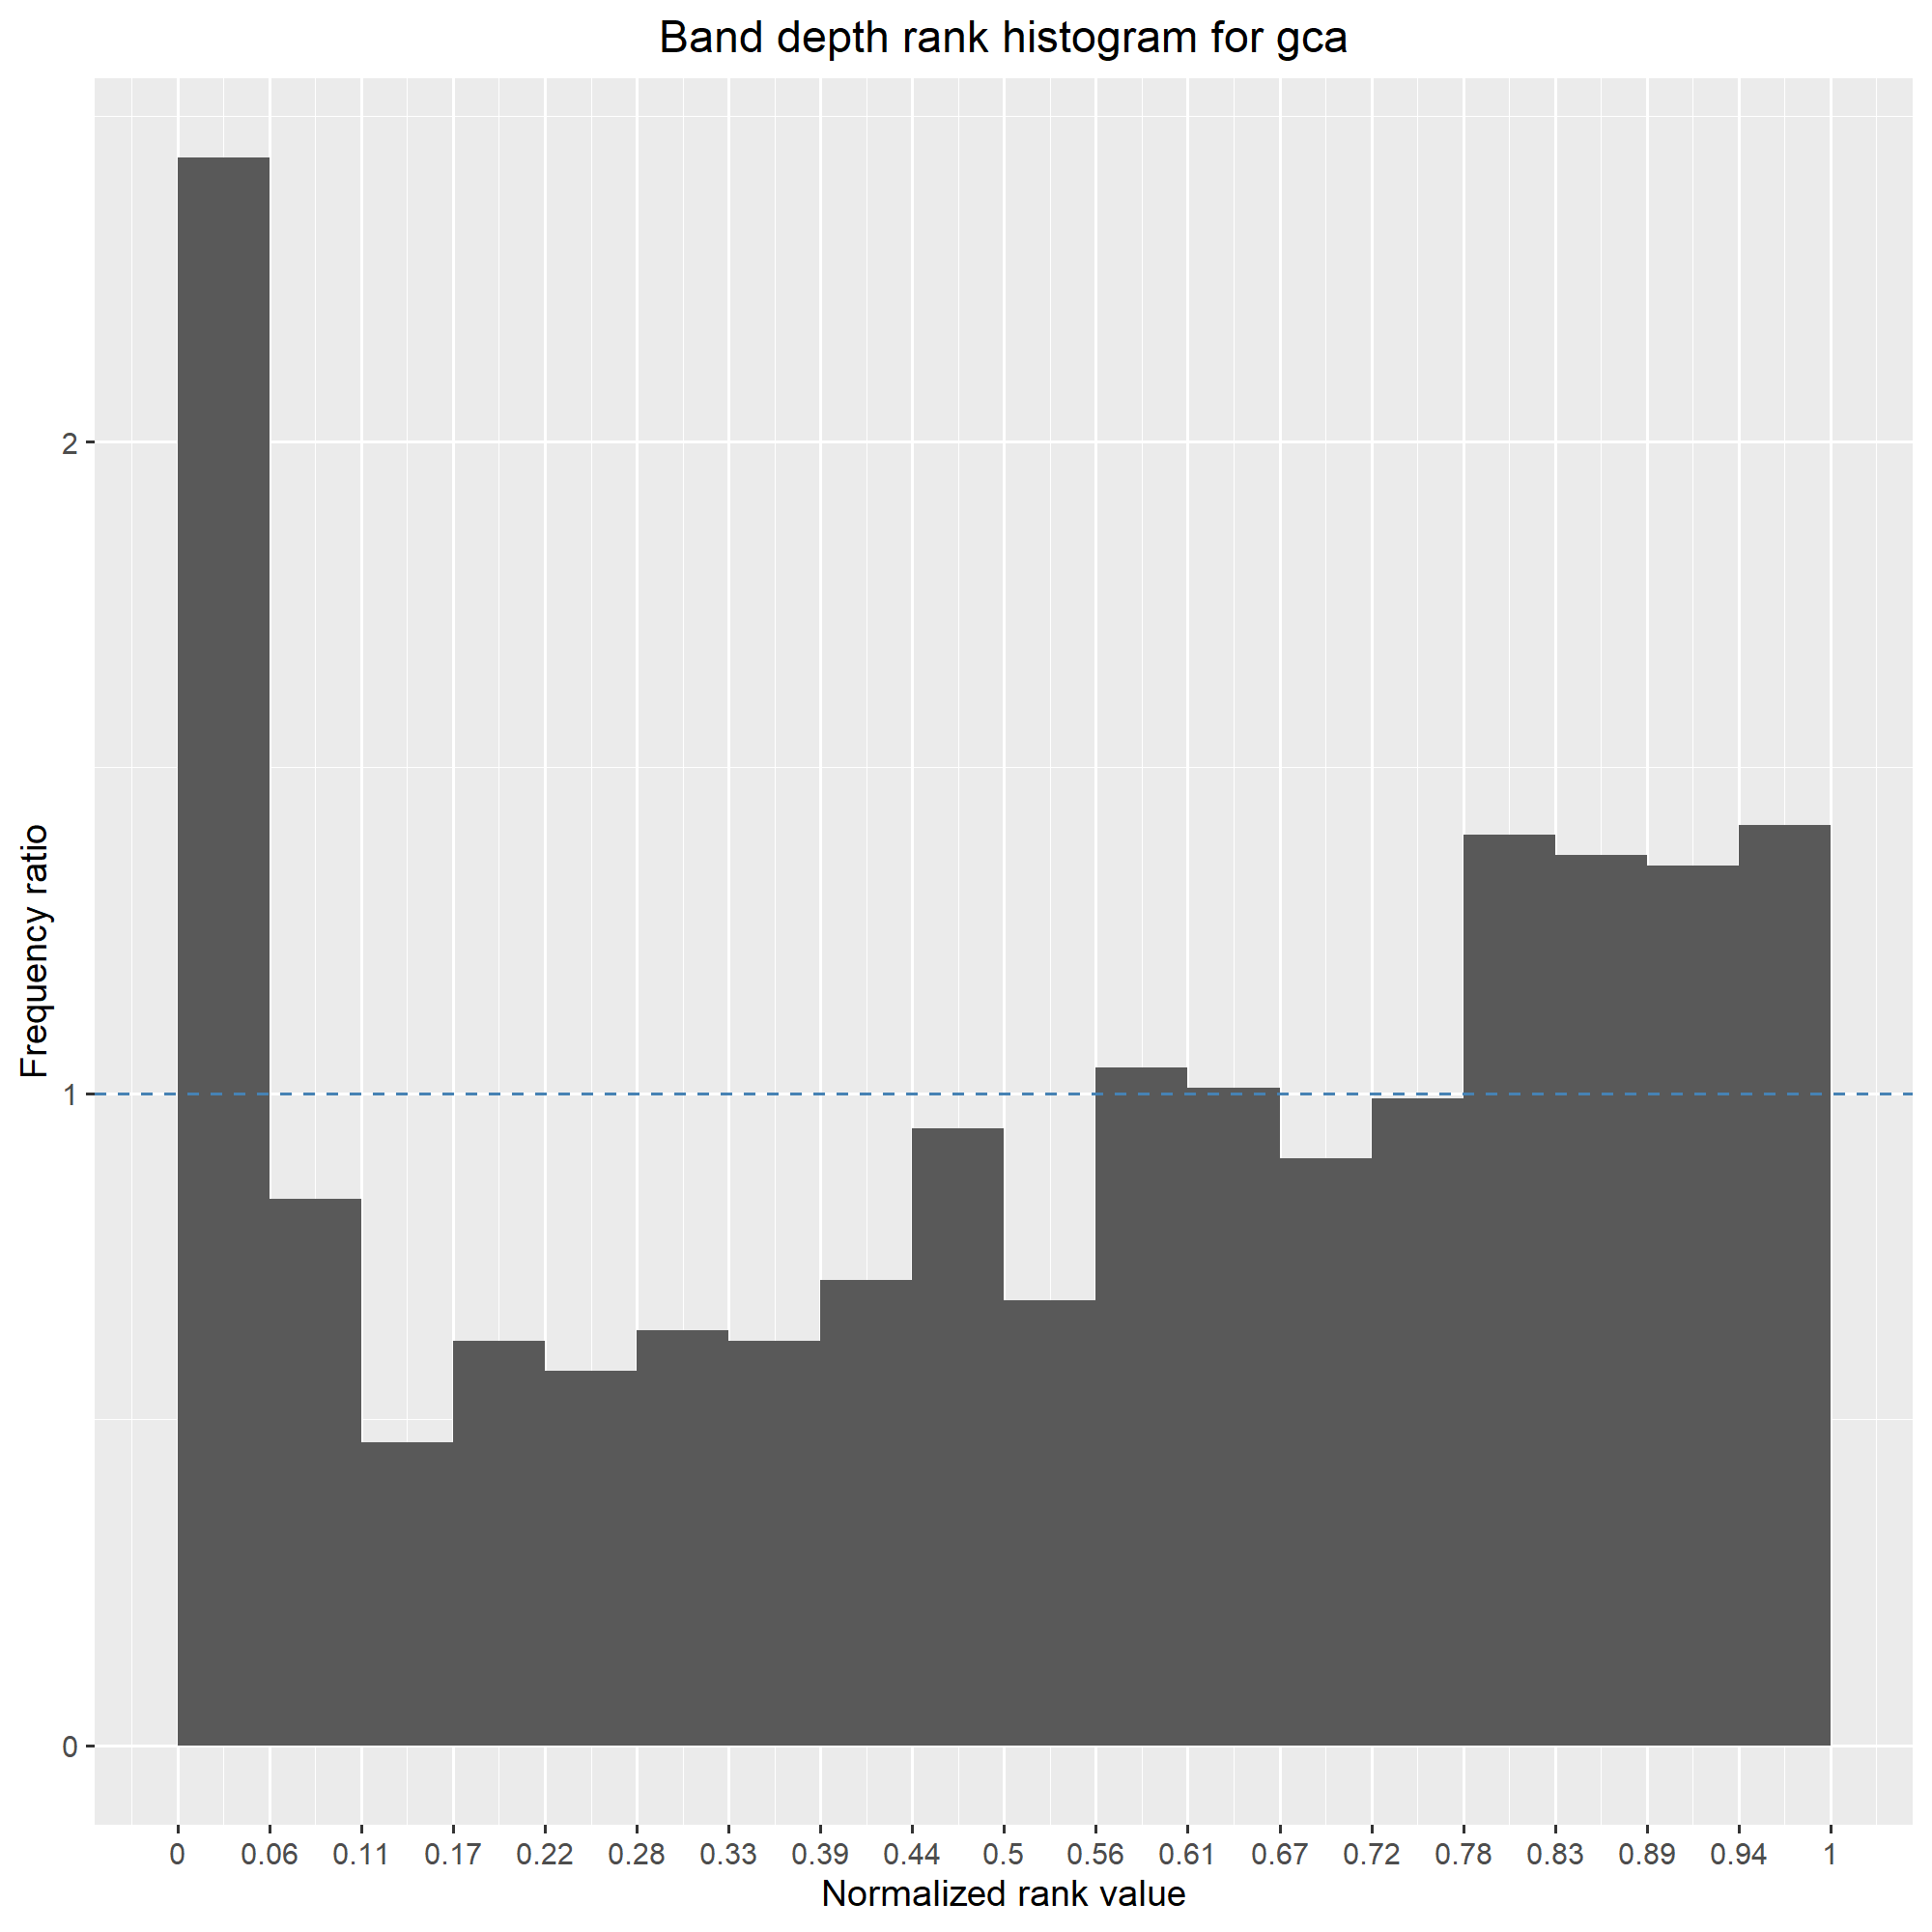 Band depth rank histogram for gca
Frequency ratio
2
1
0
0 0.06 0.11 0.17 0.22 0.28 0.33 0.39 0.44 0.5 0.56 0.61 0.67 0.72 0.78 0.83 0.89 0.94 1
Normalized rank value